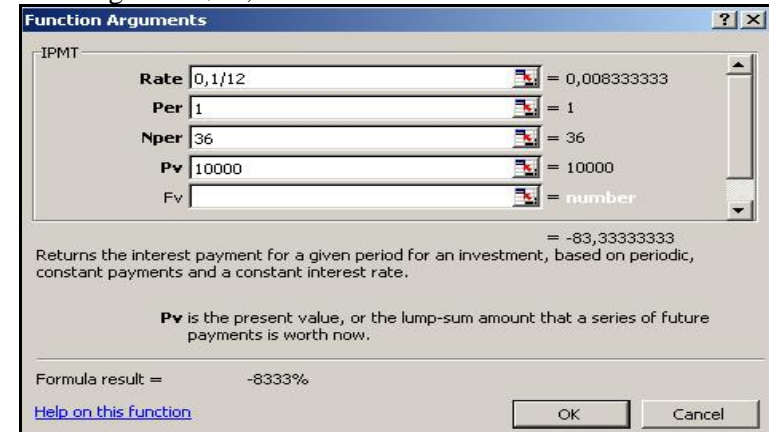 Function Arguments
IPMT
Rate 0,1/12 = 0,008333333
Per 1 = 1
Nper 36 = 36
Pv 10000 = 10000
Fv = number
= -83,33333333
Returns the interest payment for a given period for an investment, based on periodic,
constant payments and a constant interest rate.
Pv is the present value, or the lump-sum amount that a series of future
payments is worth now.
Formula result = -8333%
Help on this function OK Cancel